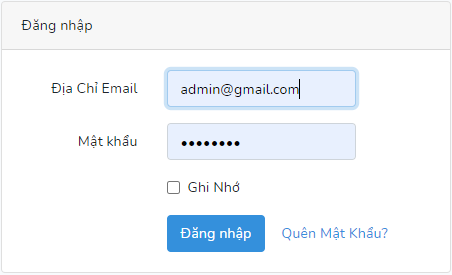 Đăng nhập
Địa Chỉ Email
admin@gmail.com
Mật khẩu
••••••••
Ghi Nhớ
Đăng nhập Quên Mật Khẩu?